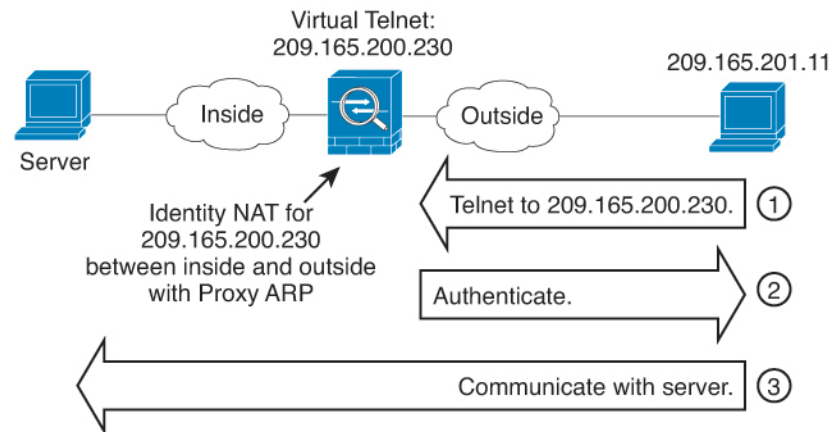 Virtual Telnet:
209.165.200.230
209.165.201.11
Inside
Outside
Server
Identity NAT for
209.165.200.230
between inside and outside
with Proxy ARP
Telnet to 209.165.200.230.
1
Authenticate.
2
Communicate with server.
3